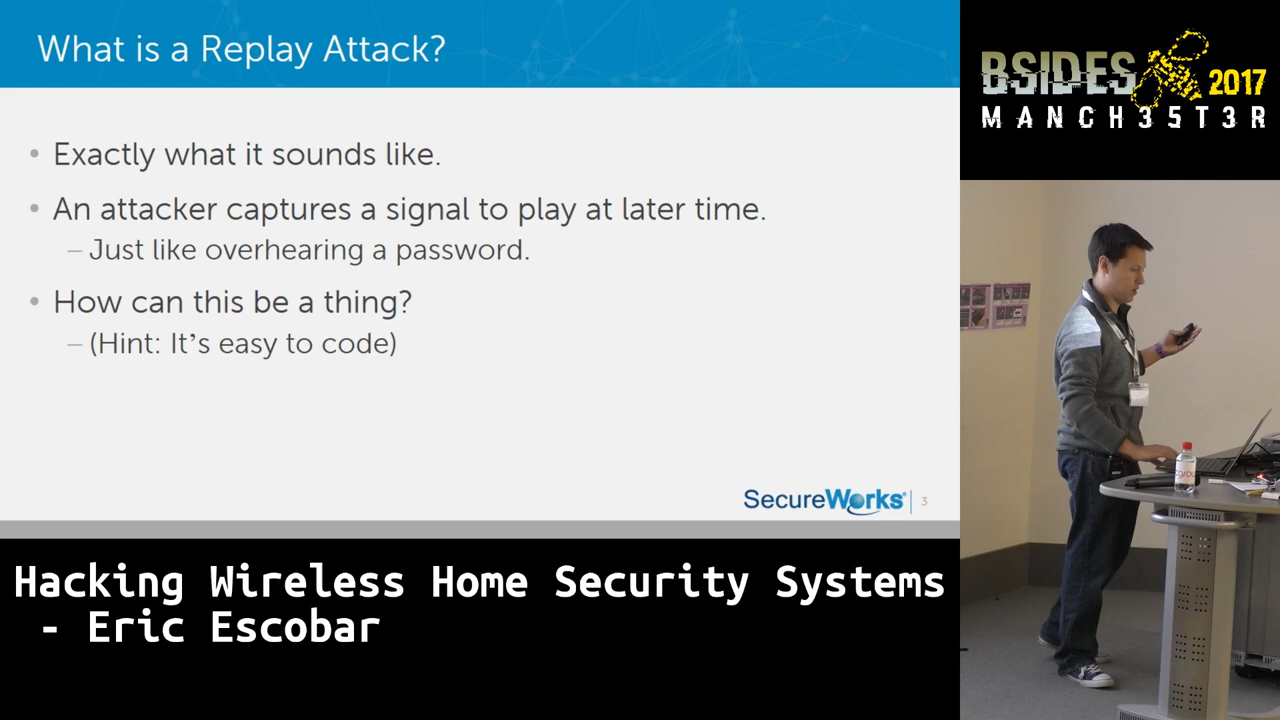 What is a Replay Attack?
• Exactly what it sounds like.
• An attacker captures a signal to play at later time.
– Just like overhearing a password.
• How can this be a thing?
– (Hint: It’s easy to code)
SecureWorks® | 3
BSIDES 2017
MANCH35T3R
Hacking Wireless Home Security Systems
- Eric Escobar